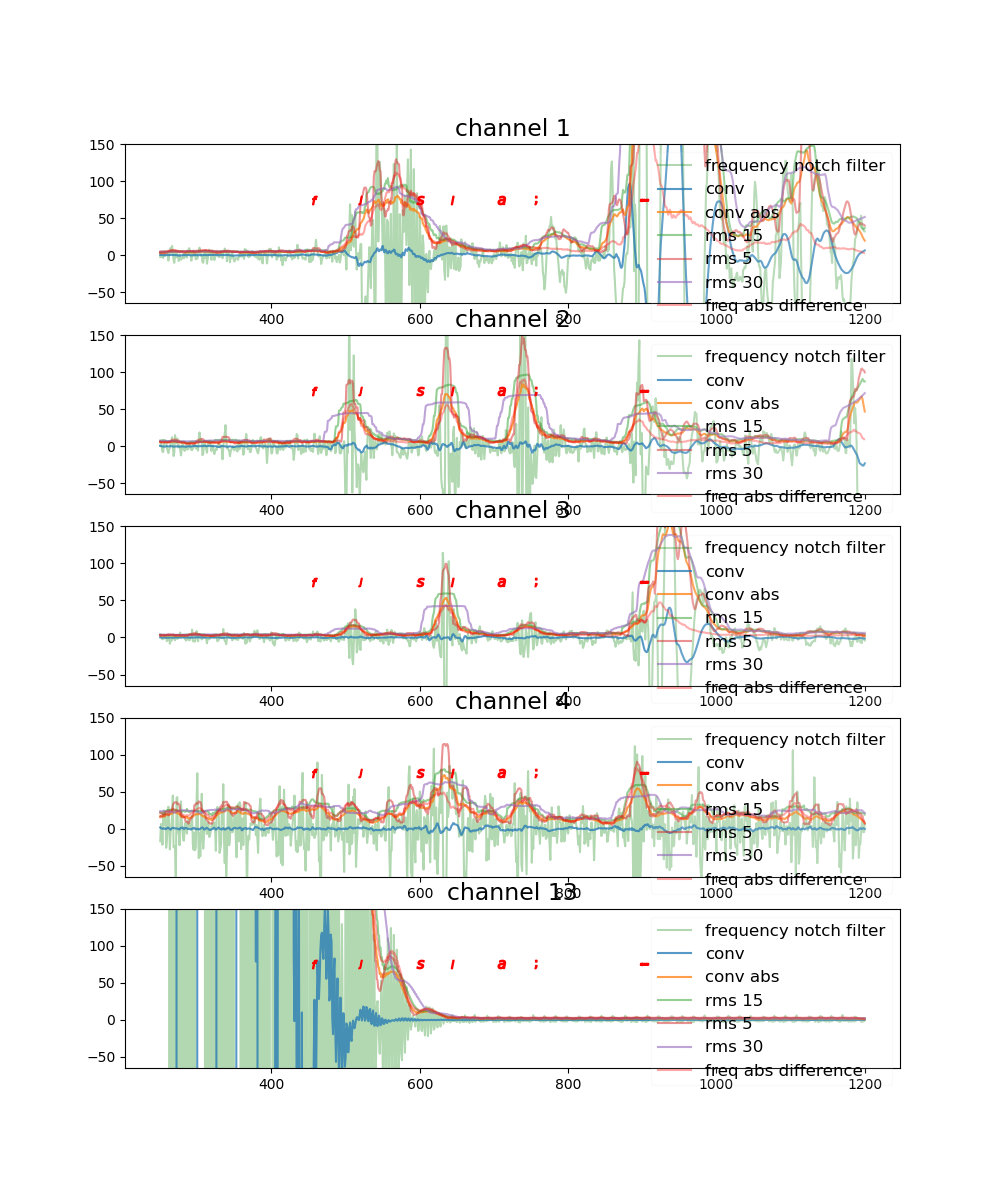 channel 1
150
100
50
0
−50
f J s l a ; –
frequency notch filter
conv
conv abs
rms 15
rms 5
rms 30
freq abs difference
400 600 800 1000 1200
channel 2
150
100
50
0
−50
f J s l a ; –
frequency notch filter
conv
conv abs
rms 15
rms 5
rms 30
freq abs difference
400 600 800 1000 1200
channel 3
150
100
50
0
−50
f J s l a ; –
frequency notch filter
conv
conv abs
rms 15
rms 5
rms 30
freq abs difference
400 600 800 1000 1200
channel 4
150
100
50
0
−50
f J s l a ; –
frequency notch filter
conv
conv abs
rms 15
rms 5
rms 30
freq abs difference
400 600 800 1000 1200
channel 13
150
100
50
0
−50
f J s l a ; –
frequency notch filter
conv
conv abs
rms 15
rms 5
rms 30
freq abs difference
400 600 800 1000 1200